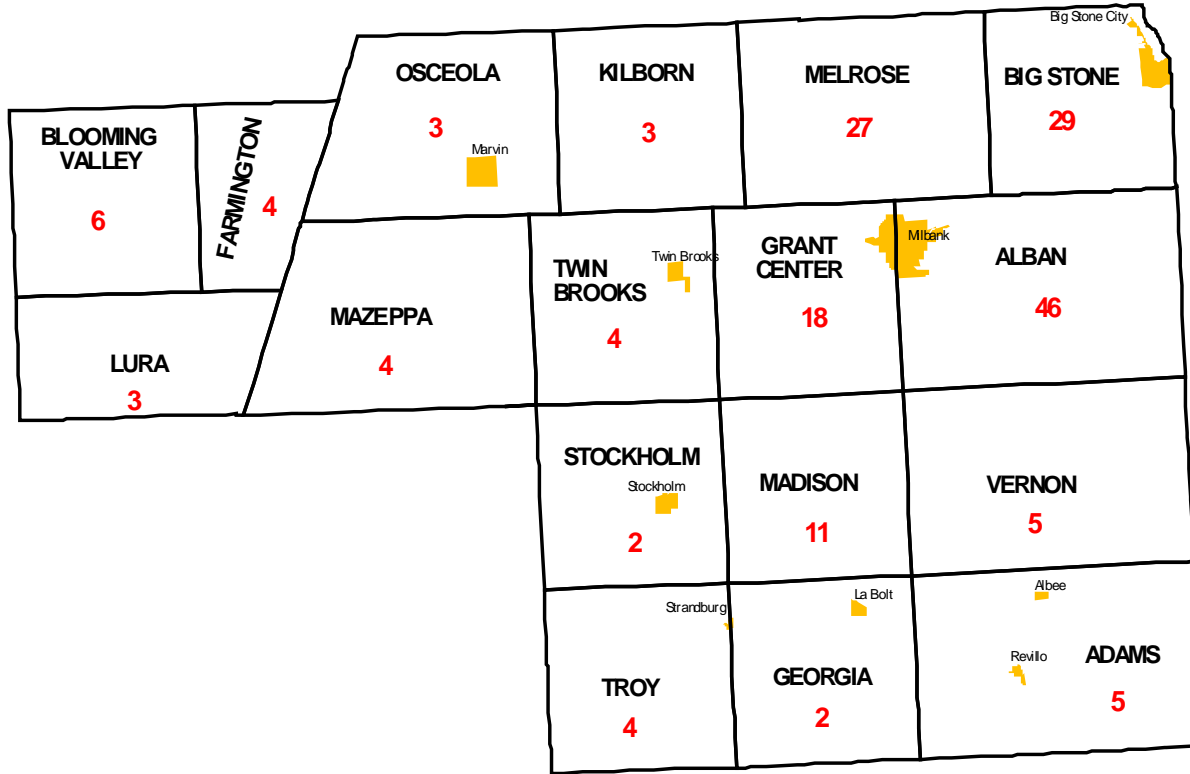 Big Stone City
OSCEOLA
3
Marvin
KILBORN
3
MELROSE
27
BIG STONE
29
BLOOMING
VALLEY
6
FARMINGTON
4
LURA
3
MAZEPPA
4
TWIN
BROOKS
Twin Brooks
4
GRANT
CENTER
18
Milbank
ALBAN
46
STOCKHOLM
Stockholm
2
MADISON
11
VERNON
5
Strandburg
TROY
4
La Bolt
GEORGIA
2
Albee
Revillo
ADAMS
5